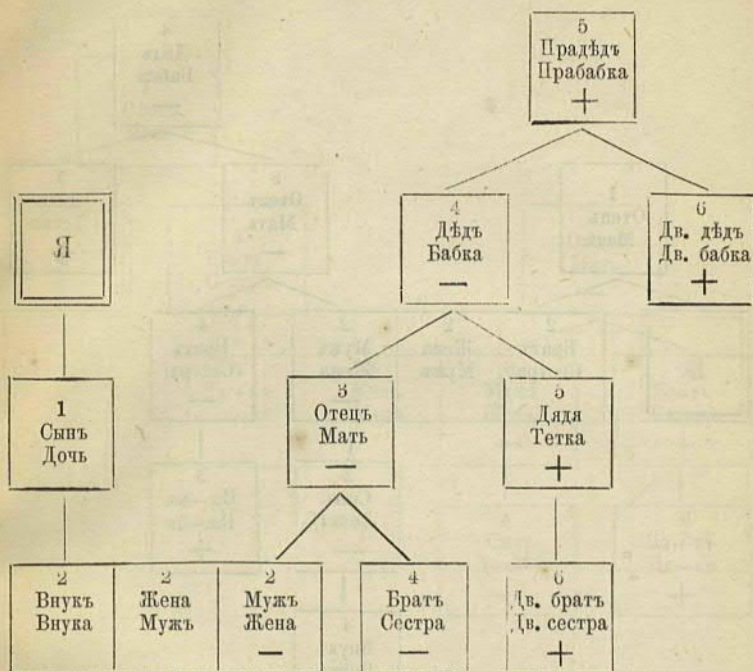 5
Прадѣдъ
Прабабка
+
Я
4
Дѣдъ
Бабка
—
6
Дв. дѣдъ
Дв. бабка
+
1
Сынъ
Дочь
3
Отецъ
Мать
—
5
Дядя
Тетка
+
2
Внукъ
Внука
2
Жена
Мужъ
2
Мужъ
Жена
—
4
Братъ
Сестра
—
6
Дв. братъ
Дв. сестра
+